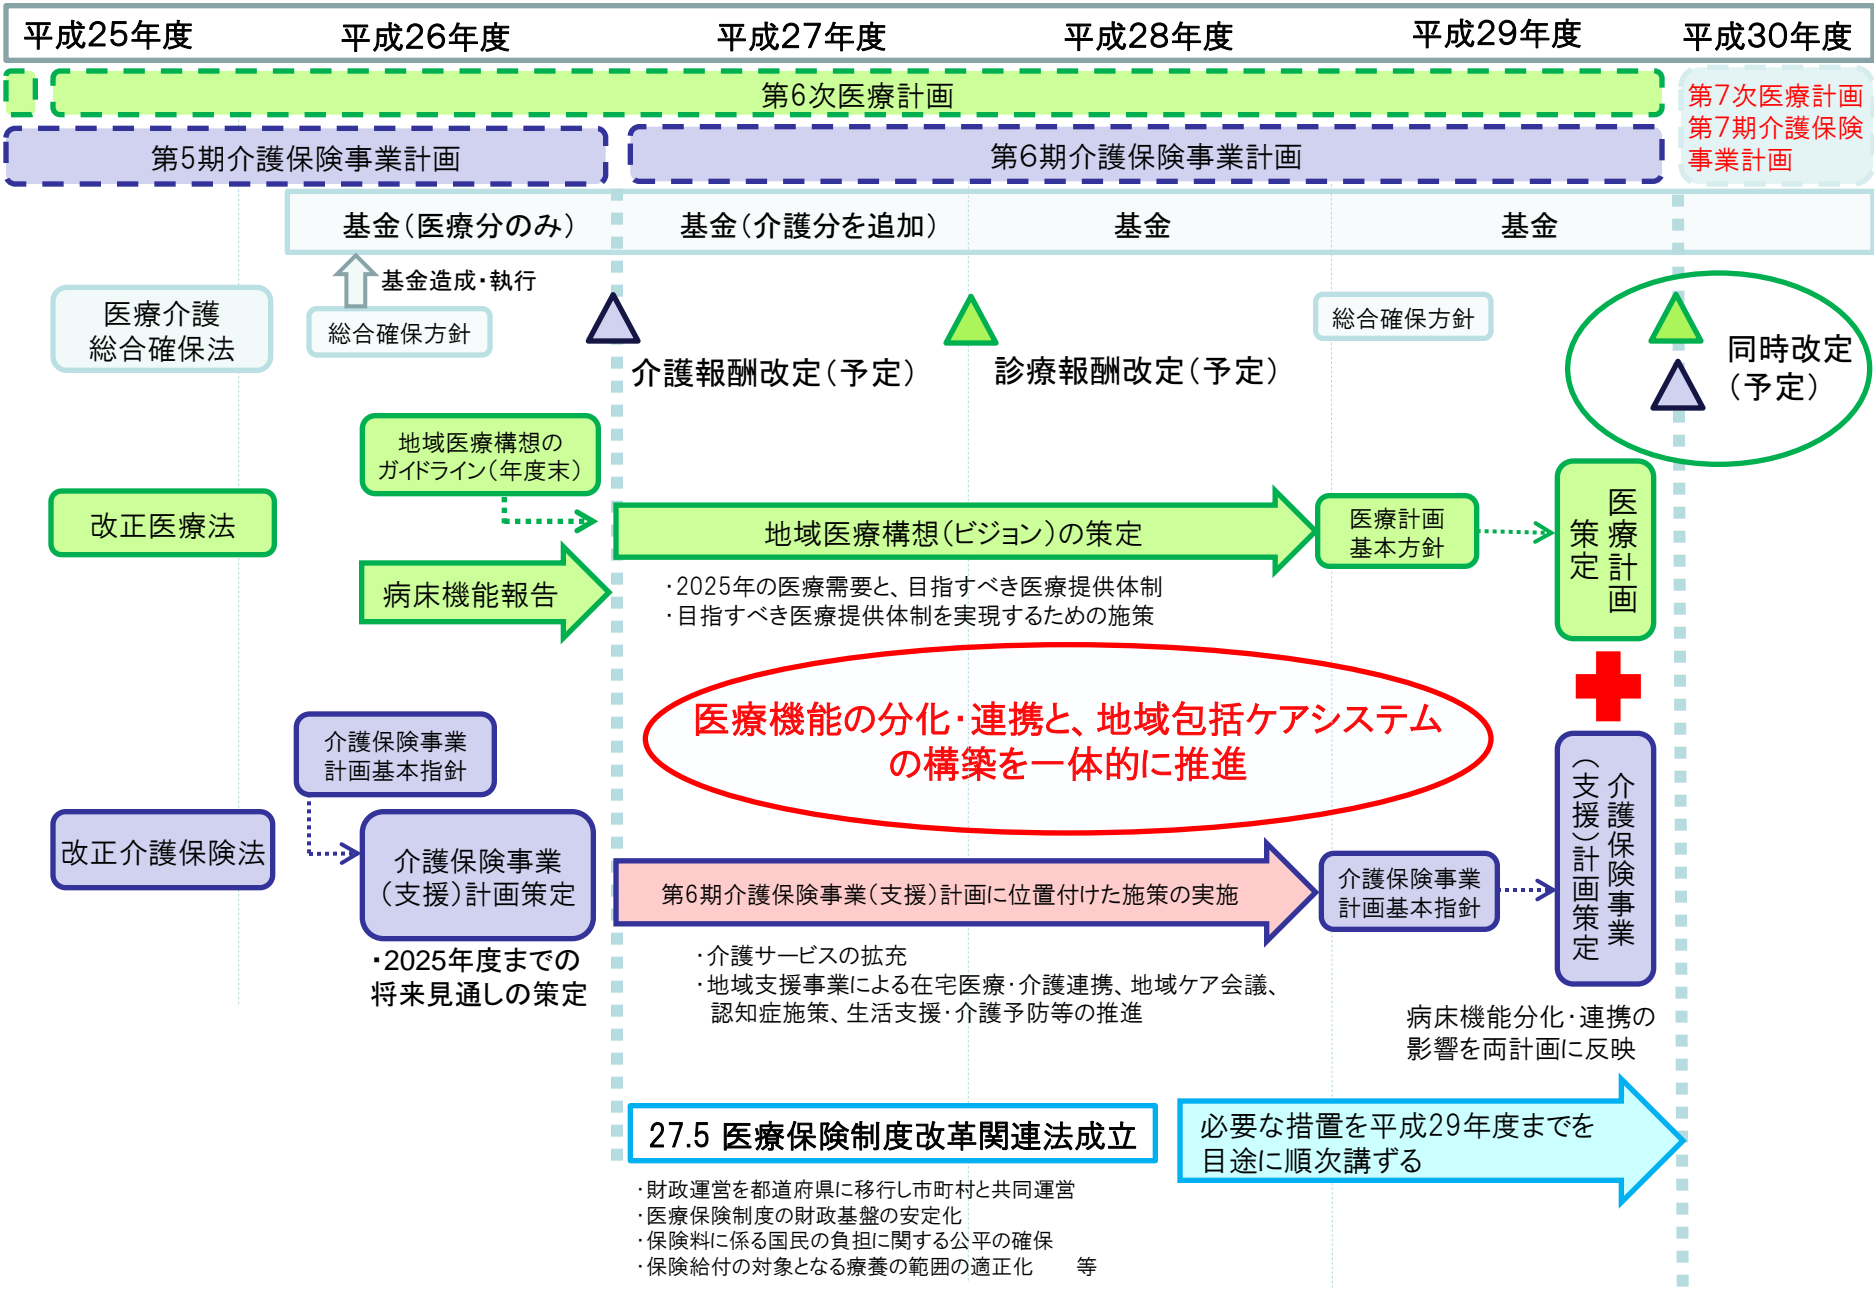 平成25年度
平成26年度
平成27年度
平成28年度
平成29年度
平成30年度
第6次医療計画
第7次医療計画
第7期介護保険
事業計画
第5期介護保険事業計画
第6期介護保険事業計画
基金(医療分のみ)
基金(介護分を追加)
基金
基金
基金造成・執行
医療介護
総合確保法
総合確保方針
介護報酬改定(予定)
診療報酬改定(予定)
総合確保方針
同時改定
(予定)
地域医療構想の
ガイドライン(年度末)
改正医療法
地域医療構想(ビジョン)の策定
医療計画
基本方針
医療計画
策定
病床機能報告
・2025年の医療需要と、目指すべき医療提供体制
・目指すべき医療提供体制を実現するための施策
医療機能の分化・連携と、地域包括ケアシステム
の構築を一体的に推進
介護保険事業
計画基本指針
改正介護保険法
介護保険事業
(支援)計画策定
・2025年度までの
将来見通しの策定
第6期介護保険事業(支援)計画に位置付けた施策の実施
介護保険事業
計画基本指針
介護保険事業
(支援)計画策定
・介護サービスの拡充
・地域支援事業による在宅医療・介護連携、地域ケア会議、
認知症施策、生活支援・介護予防等の推進
病床機能分化・連携の
影響を両計画に反映
27.5 医療保険制度改革関連法成立
必要な措置を平成29年度までを
目途に順次講ずる
・財政運営を都道府県に移行し市町村と共同運営
・医療保険制度の財政基盤の安定化
・保険料に係る国民の負担に関する公平の確保
・保険給付の対象となる療養の範囲の適正化 等